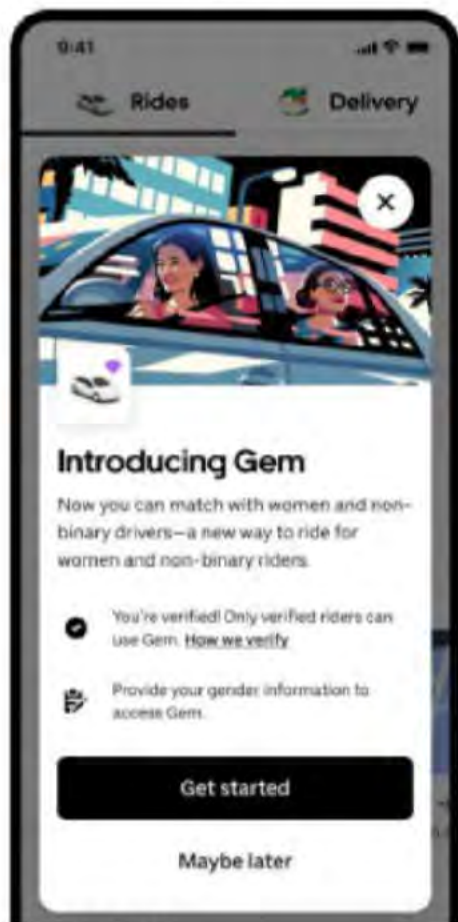 9:41
Rides
Delivery
Introducing Gem
Now you can match with women and non-
binary drivers—a new way to ride for
women and non-binary riders.
You're verified! Only verified riders can
use Gem. How we verify
Provide your gender information to
access Gem.
Get started
Maybe later